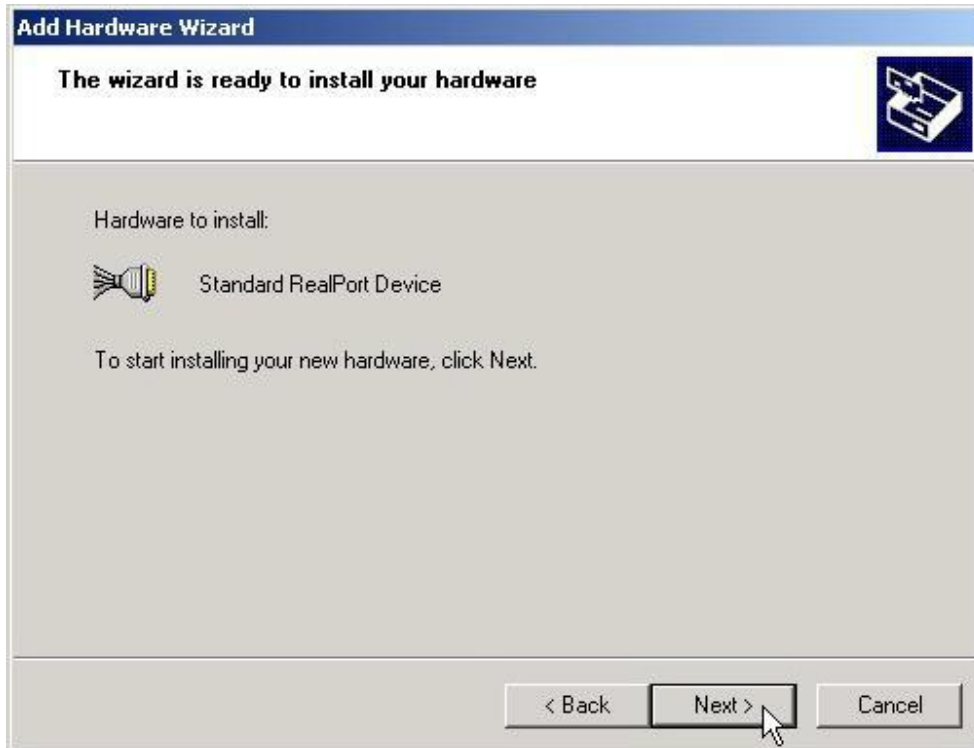 Add Hardware Wizard
The wizard is ready to install your hardware
Hardware to install:
Standard RealPort Device
To start installing your new hardware, click Next.
< Back
Next >
Cancel